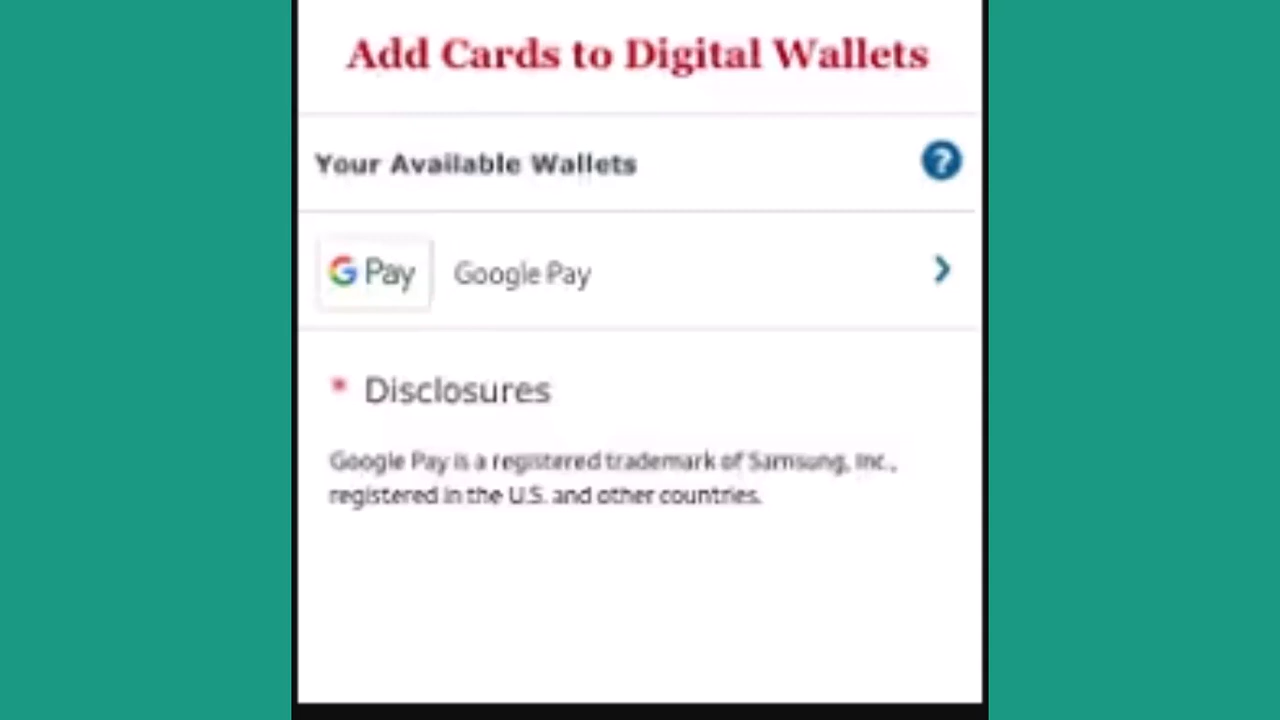 Add Cards to Digital Wallets
Your Available Wallets
?
G Pay Google Pay
* Disclosures
Google Pay is a registered trademark of Samsung, Inc.,
registered in the U.S. and other countries.